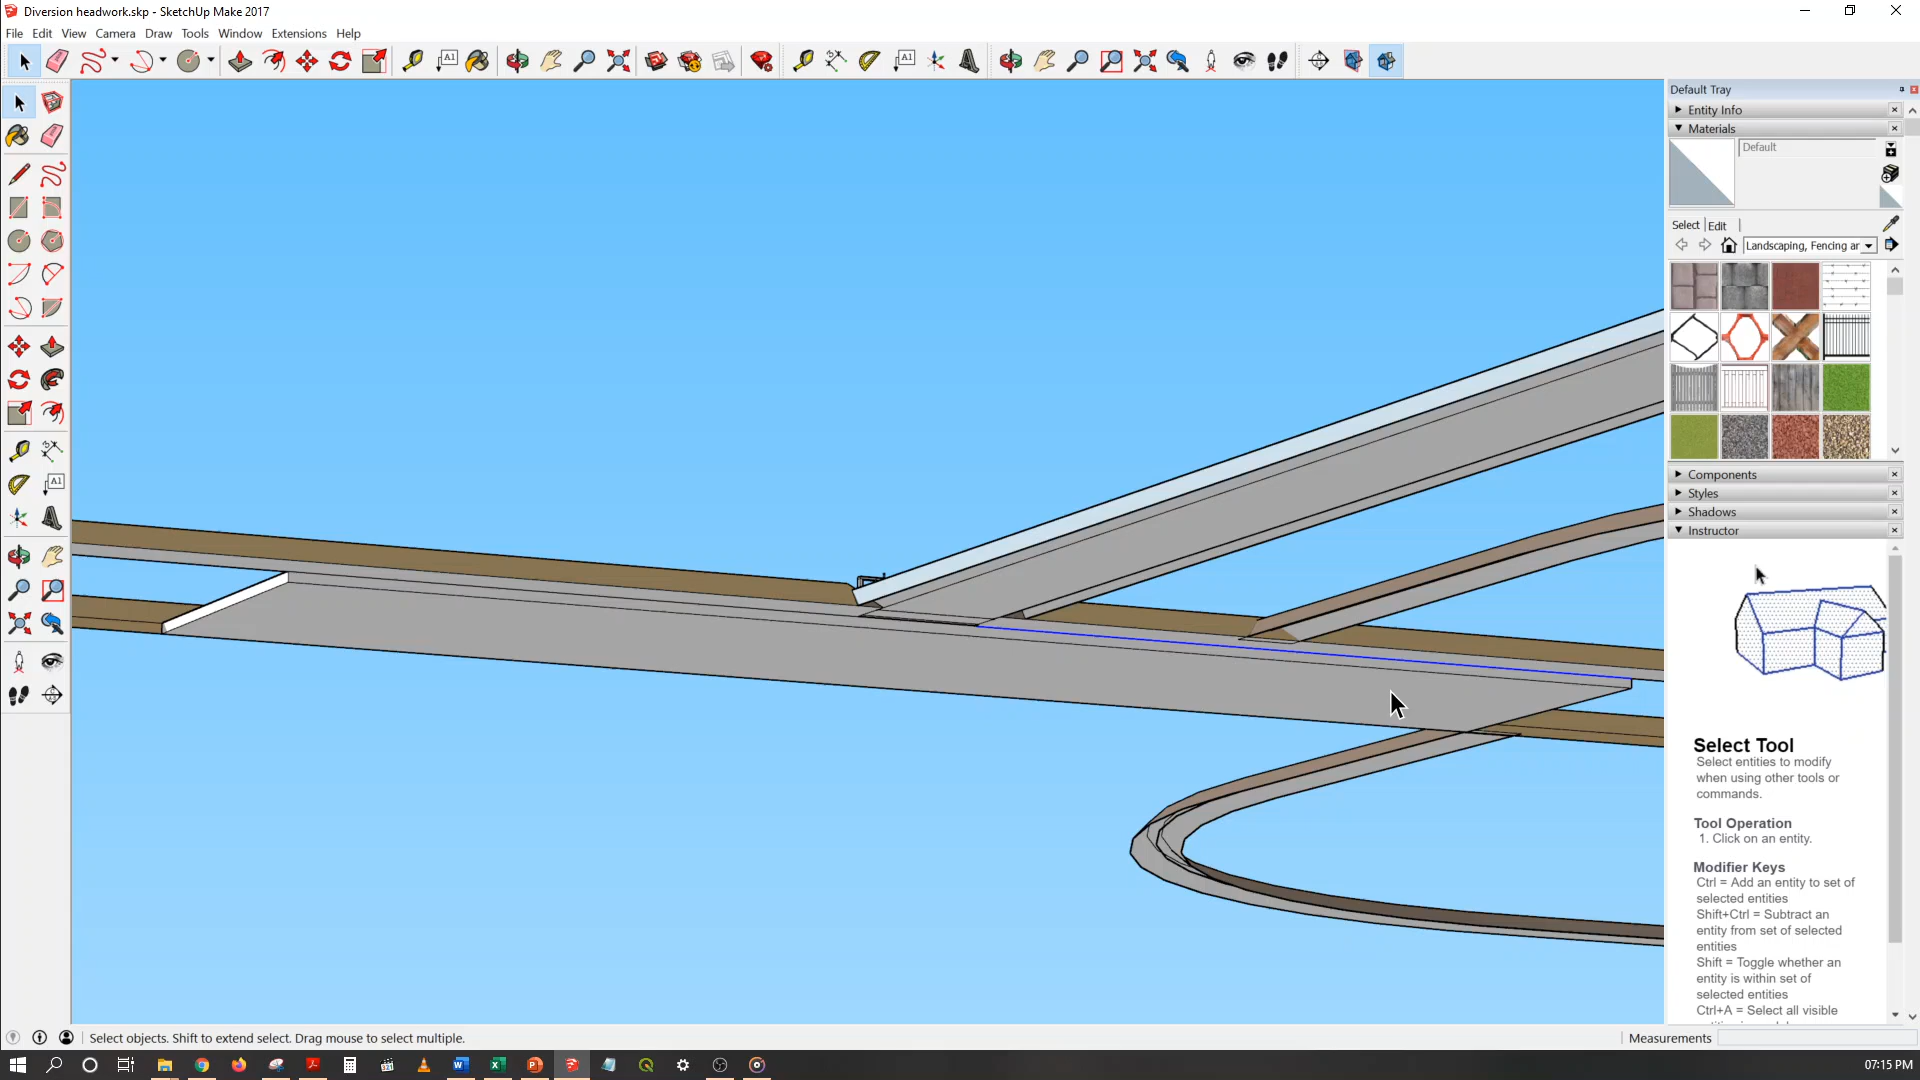 Diversion headwork.skp - SketchUp Make 2017
File Edit View Camera Draw Tools Window Extensions Help
Default Tray
Entity Info
Materials
Default
Select Edit
Landscaping, Fencing ar
Components
Styles
Shadows
Instructor
Select Tool
Select entities to modify
when using other tools or
commands.
Tool Operation
1. Click on an entity.
Modifier Keys
Ctrl = Add an entity to set of
selected entities
Shift+Ctrl = Subtract an
entity from set of selected
entities
Shift = Toggle whether an
entity is within set of
selected entities
Ctrl+A = Select all visible
Select objects. Shift to extend select. Drag mouse to select multiple.
Measurements
07:15 PM